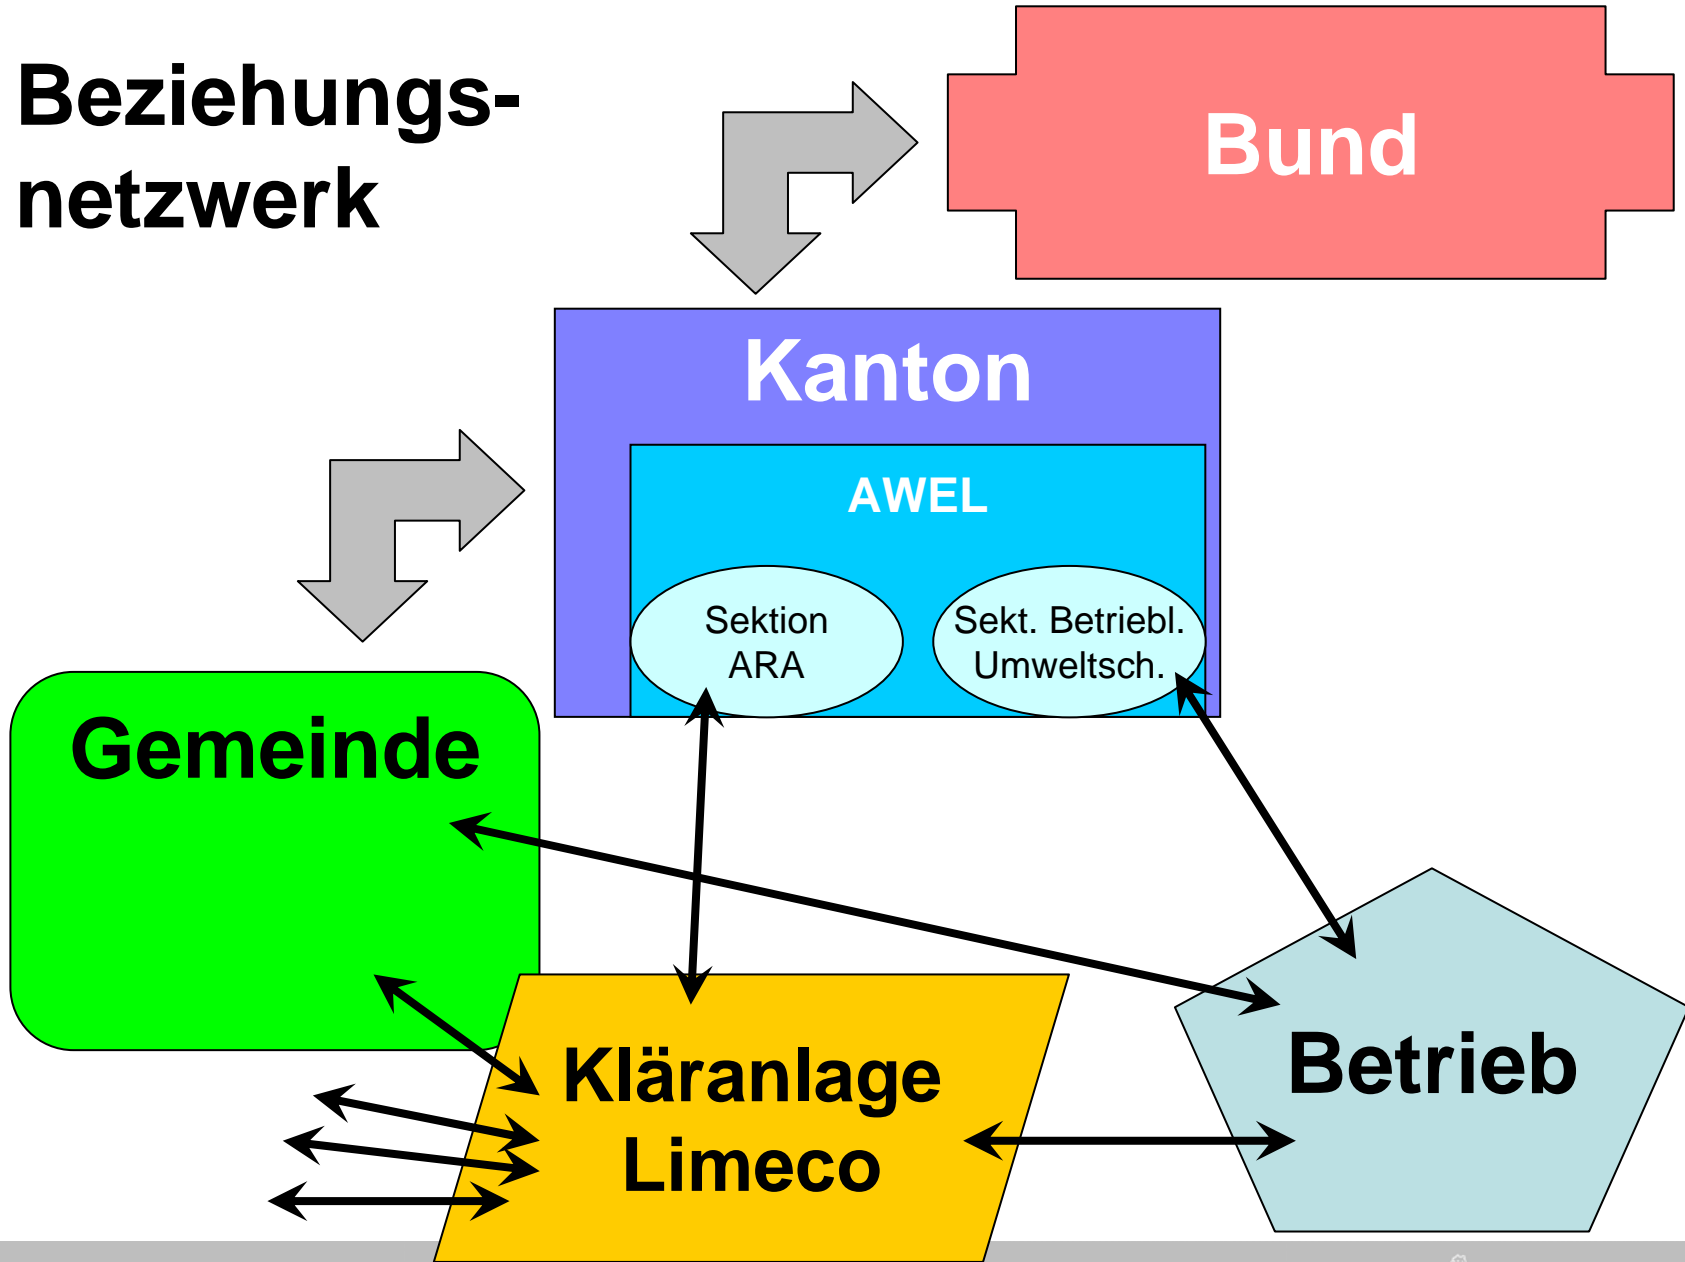 Beziehungs-
netzwerk
Bund
Kanton
AWEL
Sektion
ARA
Sekt. Betriebl.
Umweltsch.
Gemeinde
Kläranlage
Limeco
Betrieb